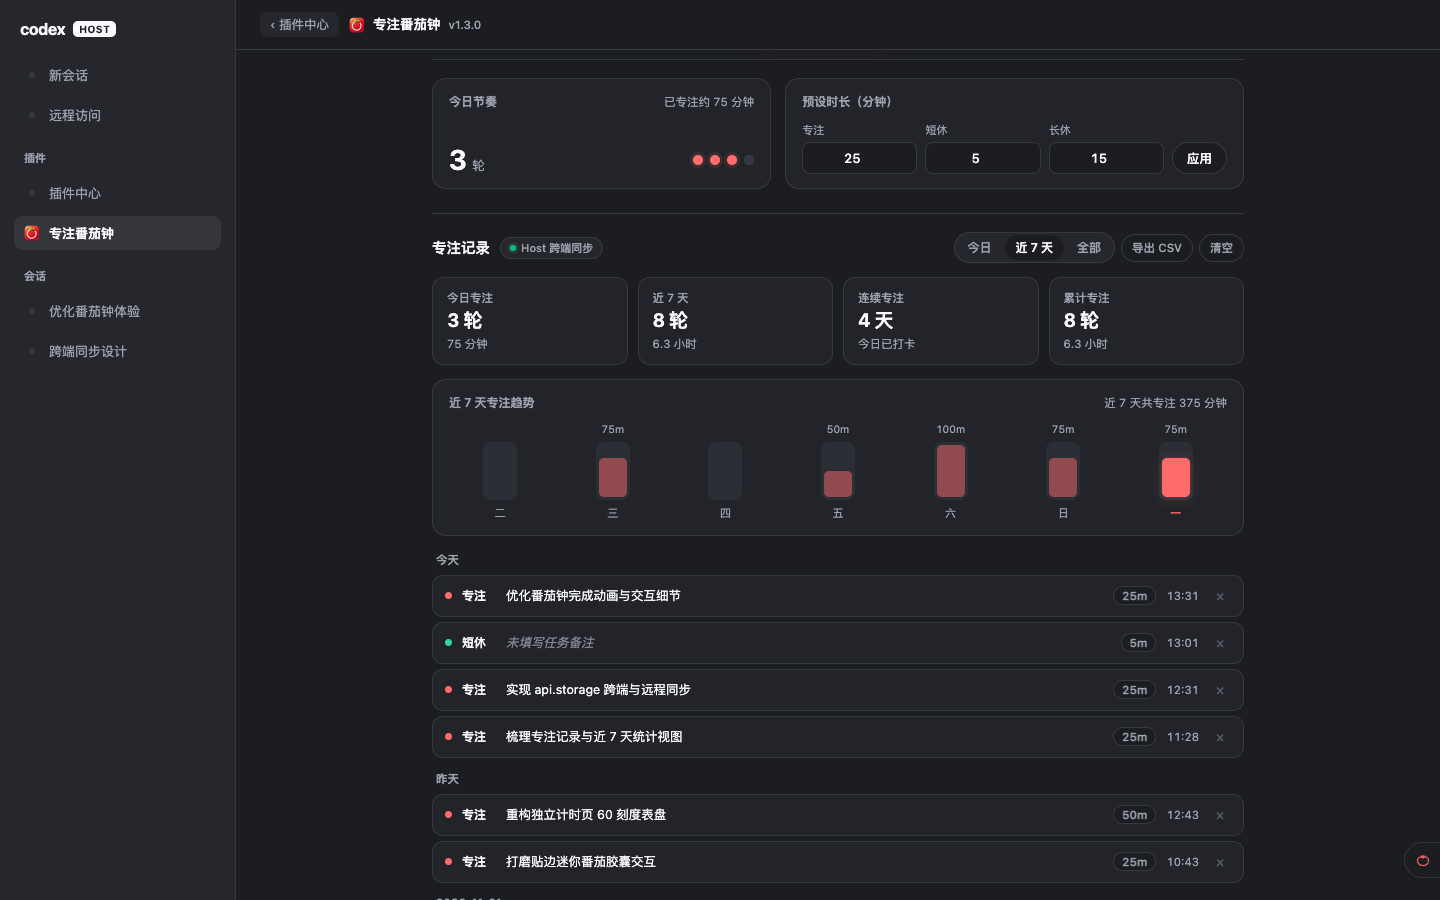 codex HOST
新会话
远程访问
插件
插件中心
专注番茄钟
会话
优化番茄钟体验
跨端同步设计
‹ 插件中心 专注番茄钟 v1.3.0
今日节奏 已专注约 75 分钟
3 轮
预设时长（分钟）
专注 短休 长休
25 5 15 应用
专注记录 Host 跨端同步 今日 近 7 天 全部 导出 CSV 清空
今日专注
3 轮
75 分钟
近 7 天
8 轮
6.3 小时
连续专注
4 天
今日已打卡
累计专注
8 轮
6.3 小时
近 7 天专注趋势 近 7 天共专注 375 分钟
75m 50m 100m 75m 75m
二 三 四 五 六 日 一
今天
专注 优化番茄钟完成动画与交互细节 25m 13:31 ×
短休 未填写任务备注 5m 13:01 ×
专注 实现 api.storage 跨端与远程同步 25m 12:31 ×
专注 梳理专注记录与近 7 天统计视图 25m 11:28 ×
昨天
专注 重构独立计时页 60 刻度表盘 50m 12:43 ×
专注 打磨贴边迷你番茄胶囊交互 25m 10:43 ×